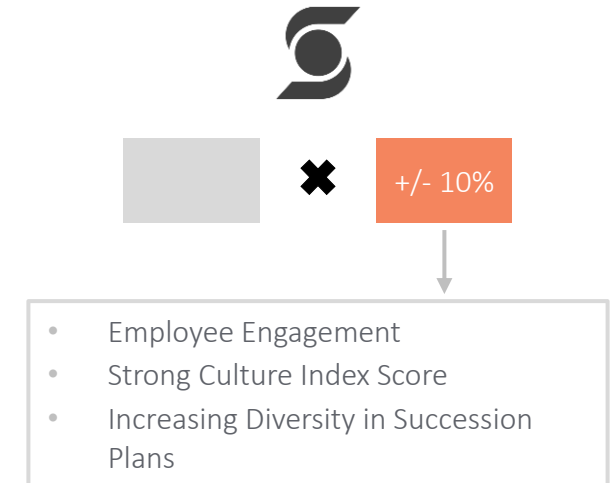 +/- 10%
• Employee Engagement
• Strong Culture Index Score
• Increasing Diversity in Succession
Plans